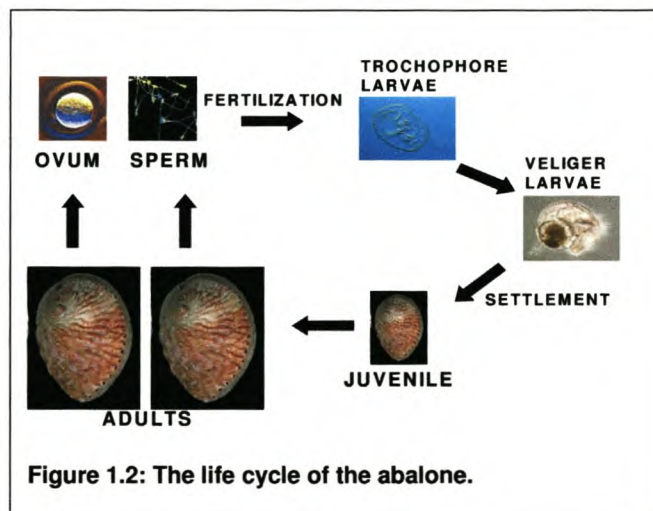 OVUM
SPERM
FERTILIZATION
TROCHOPHORE
LARVAE
VELIGER
LARVAE
SETTLEMENT
JUVENILE
ADULTS
Figure 1.2: The life cycle of the abalone.